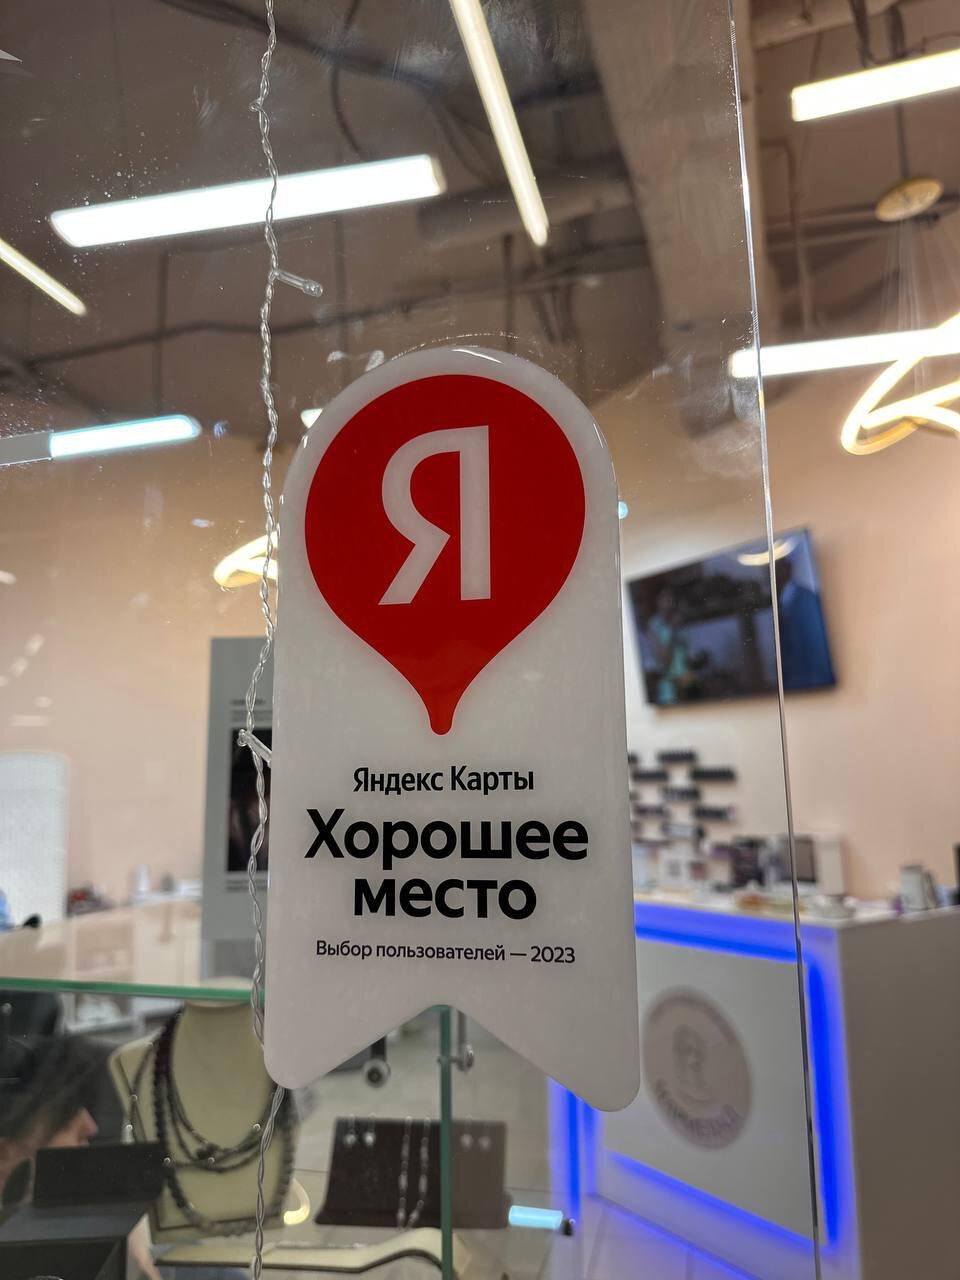 Я
Яндекс Карты
Хорошее
место
Выбор пользователей — 2023